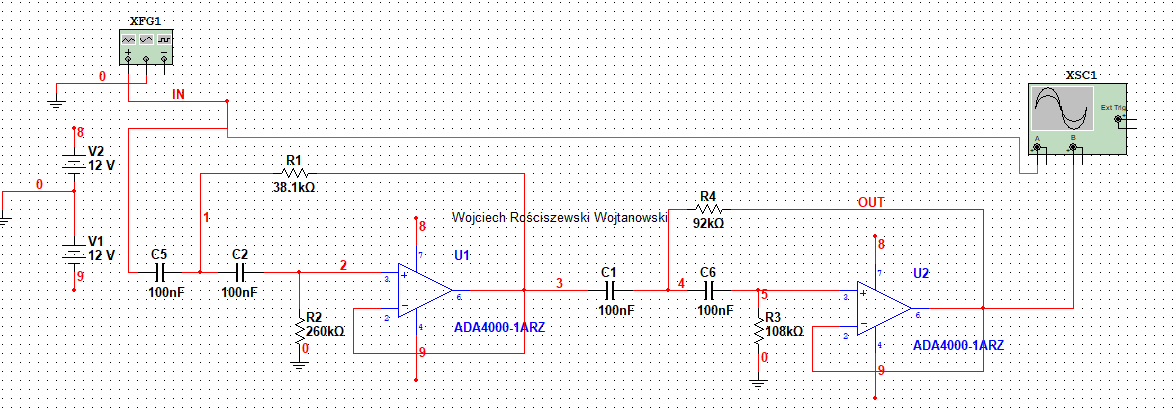 XFG1
XSC1
Ext Trig
A
B
0
IN
8
V2
12 V
0
V1
12 V
9
R1
38.1kΩ
1
C5
100nF
C2
100nF
2
R2
260kΩ
0
Wojciech Rościszewski Wojtanowski
8
7
U1
3
2
6
4
ADA4000-1ARZ
9
3
C1
100nF
4
R4
92kΩ
OUT
C6
100nF
5
R3
108kΩ
0
8
7
U2
3
2
6
4
ADA4000-1ARZ
9